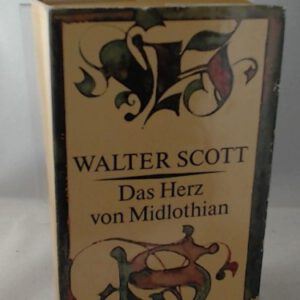 WALTER SCOTT
Das Herz
von Midlothian